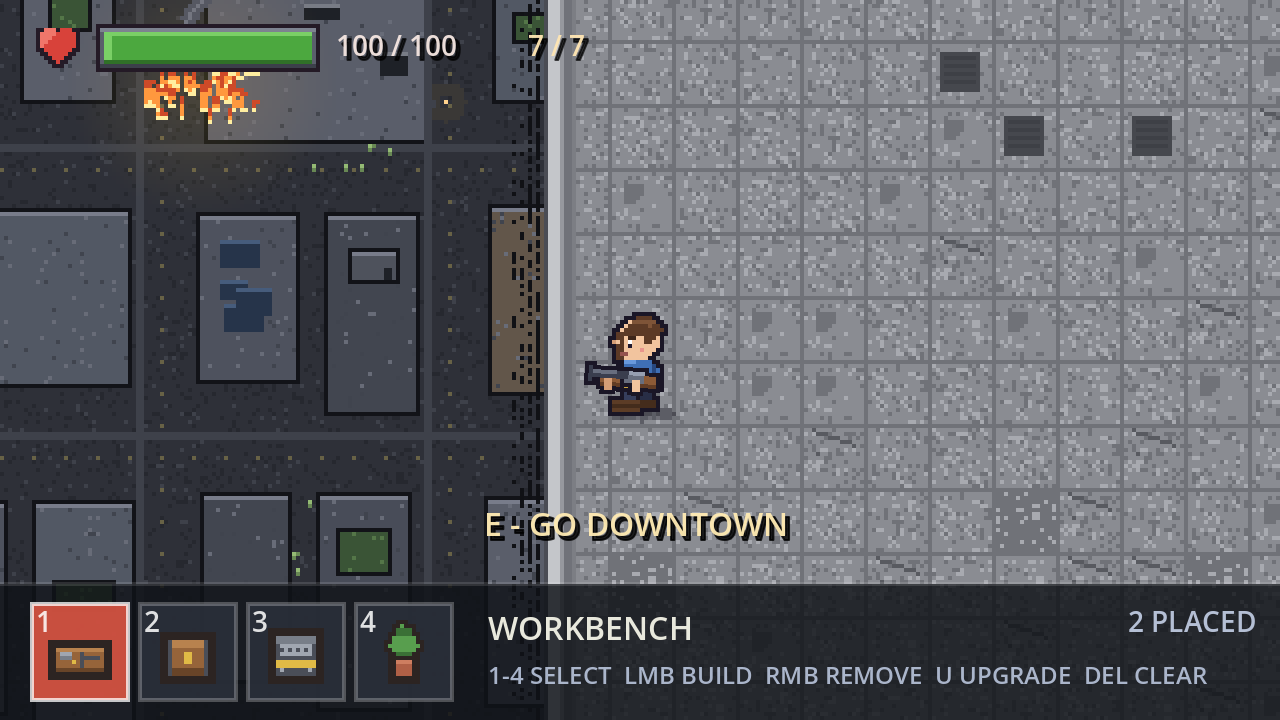 100 / 100
7 / 7
E - GO DOWNTOWN
1
2
3
4
WORKBENCH
2 PLACED
1-4 SELECT  LMB BUILD  RMB REMOVE  U UPGRADE  DEL CLEAR